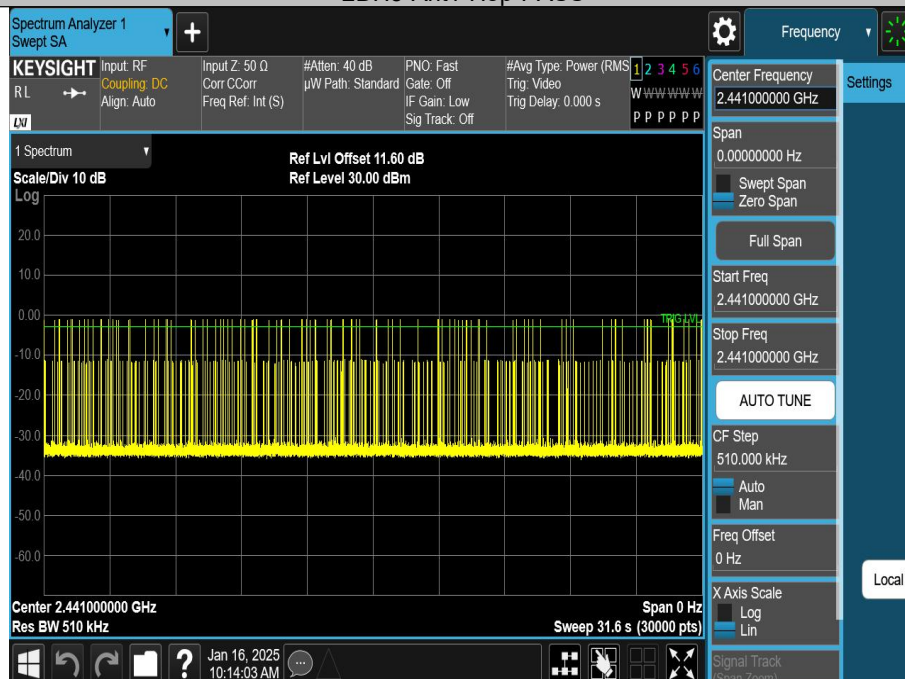 Spectrum Analyzer 1
Swept SA
Frequency
KEYSIGHT
RL
LXI
Input: RF
Coupling: DC
Align: Auto
Input Z: 50 Ω
Corr CCorr
Freq Ref: Int (S)
#Atten: 40 dB
µW Path: Standard
PNO: Fast
Gate: Off
IF Gain: Low
Sig Track: Off
#Avg Type: Power (RMS
Trig: Video
Trig Delay: 0.000 s
1 2 3 4 5 6
W W W W W W
P P P P P P
1 Spectrum
Scale/Div 10 dB
Ref Lvl Offset 11.60 dB
Ref Level 30.00 dBm
Log
20.0
10.0
0.00
TRIG LVL
-10.0
-20.0
-30.0
-40.0
-50.0
-60.0
Center 2.441000000 GHz
Span 0 Hz
Res BW 510 kHz
Sweep 31.6 s (30000 pts)
Jan 16, 2025
10:14:03 AM
Center Frequency
2.441000000 GHz
Settings
Span
0.00000000 Hz
Swept Span
Zero Span
Full Span
Start Freq
2.441000000 GHz
Stop Freq
2.441000000 GHz
AUTO TUNE
CF Step
510.000 kHz
Auto
Man
Freq Offset
0 Hz
Local
X Axis Scale
Log
Lin
Signal Track
(Span Zoom)